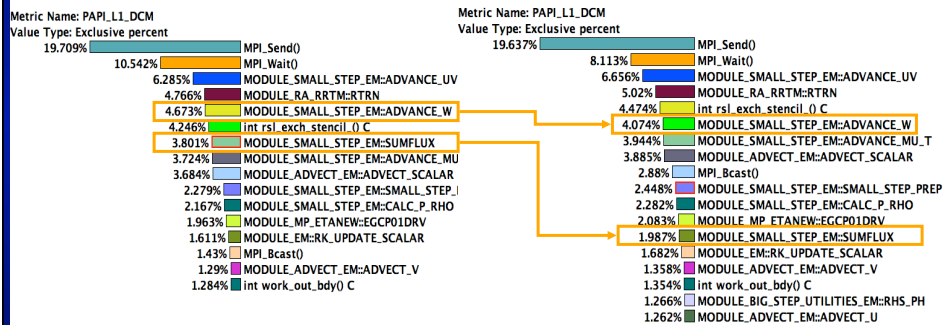 Metric Name: PAPI_L1_DCM
Value Type: Exclusive percent
19.709% MPI_Send()
10.542% MPI_Wait()
6.285% MODULE_SMALL_STEP_EM::ADVANCE_UV
4.766% MODULE_RA_RRTM::RTRN
4.673% MODULE_SMALL_STEP_EM::ADVANCE_W
4.246% int rsl_exch_stencil_() C
3.801% MODULE_SMALL_STEP_EM::SUMFLUX
3.724% MODULE_SMALL_STEP_EM::ADVANCE_MU
3.684% MODULE_ADVECT_EM::ADVECT_SCALAR
2.279% MODULE_SMALL_STEP_EM::SMALL_STEP_
2.167% MODULE_SMALL_STEP_EM::CALC_P_RHO
1.963% MODULE_MP_ETANEW::EGCP01DRV
1.611% MODULE_EM::RK_UPDATE_SCALAR
1.43% MPI_Bcast()
1.29% MODULE_ADVECT_EM::ADVECT_V
1.284% int work_out_bdy() C
Metric Name: PAPI_L1_DCM
Value Type: Exclusive percent
19.637% MPI_Send()
8.113% MPI_Wait()
6.656% MODULE_SMALL_STEP_EM::ADVANCE_UV
5.02% MODULE_RA_RRTM::RTRN
4.474% int rsl_exch_stencil_() C
4.074% MODULE_SMALL_STEP_EM::ADVANCE_W
3.944% MODULE_SMALL_STEP_EM::ADVANCE_MU_T
3.885% MODULE_ADVECT_EM::ADVECT_SCALAR
2.88% MPI_Bcast()
2.448% MODULE_SMALL_STEP_EM::SMALL_STEP_PREP
2.282% MODULE_SMALL_STEP_EM::CALC_P_RHO
2.083% MODULE_MP_ETANEW::EGCP01DRV
1.987% MODULE_SMALL_STEP_EM::SUMFLUX
1.682% MODULE_EM::RK_UPDATE_SCALAR
1.358% MODULE_ADVECT_EM::ADVECT_V
1.354% int work_out_bdy() C
1.266% MODULE_BIG_STEP_UTILITIES_EM::RHS_PH
1.262% MODULE_ADVECT_EM::ADVECT_U